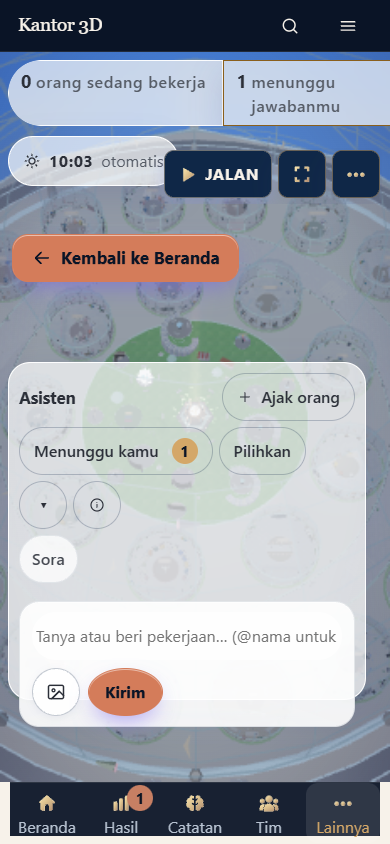 Kantor 3D
0 orang sedang bekerja
1 menunggu
jawabanmu
10:03 otomatis
JALAN
Kembali ke Beranda
Asisten
Ajak orang
Menunggu kamu 1
Pilihkan
Sora
Tanya atau beri pekerjaan... (@nama untuk
Kirim
1
Beranda
Hasil
Catatan
Tim
Lainnya